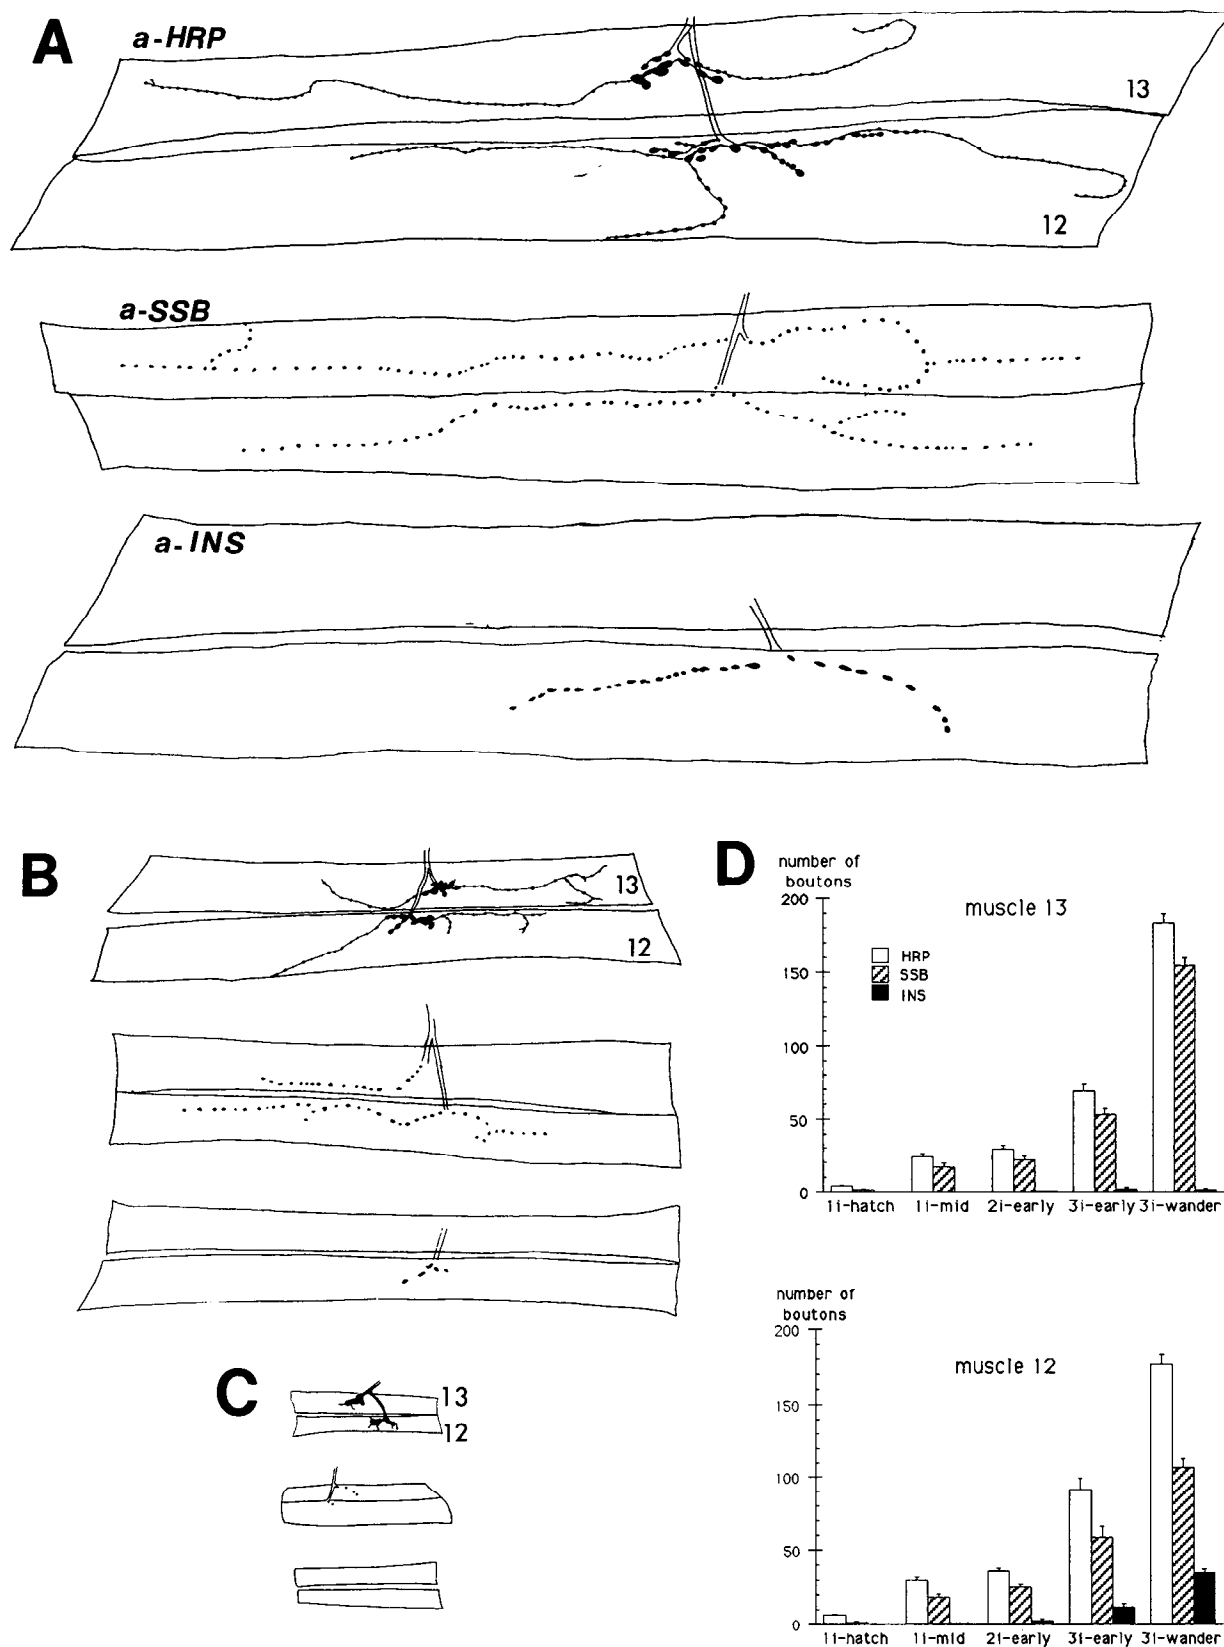 A
a-HRP
13
12
a-SSB
a-INS
B
13
12
C
13
12
D
number of
boutons
muscle 13
200
150
100
50
0
HRP
SSB
INS
1i-hatch 1i-mid 2i-early 3i-early 3i-wander
number of
boutons
muscle 12
200
150
100
50
0
1i-hatch 1i-mid 2i-early 3i-early 3i-wander